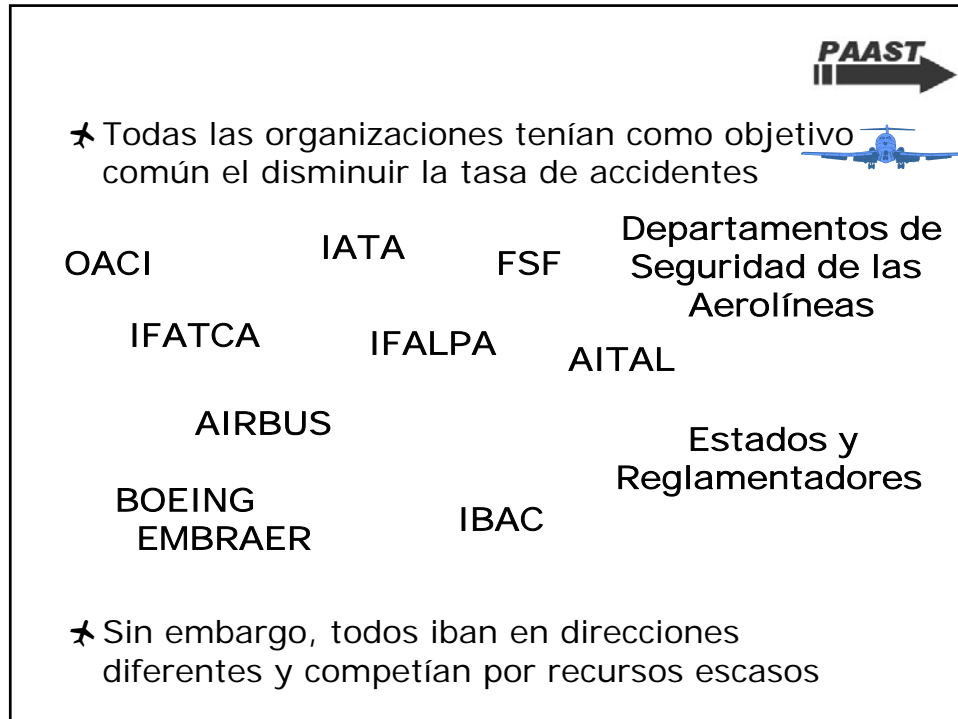 PAAST
Todas las organizaciones tenían como objetivo
común el disminuir la tasa de accidentes
OACI
IATA
FSF
Departamentos de
Seguridad de las
Aerolíneas
IFATCA
IFALPA
AITAL
AIRBUS
Estados y
Reglamentadores
BOEING
EMBRAER
IBAC
Sin embargo, todos iban en direcciones
diferentes y competían por recursos escasos